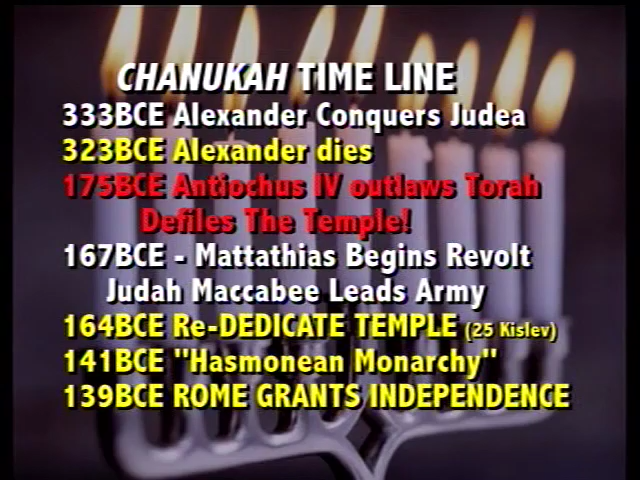 CHANUKAH TIME LINE
333BCE Alexander Conquers Judea
323BCE Alexander dies
175BCE Antiochus IV outlaws Torah
Defiles The Temple!
167BCE - Mattathias Begins Revolt
Judah Maccabee Leads Army
164BCE Re-DEDICATE TEMPLE (25 Kislev)
141BCE "Hasmonean Monarchy"
139BCE ROME GRANTS INDEPENDENCE